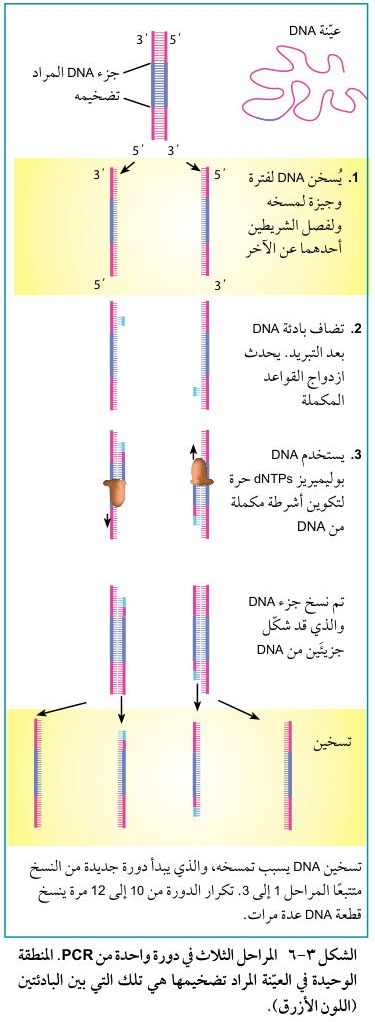 عيّنة DNA
3′ 5′
جزء DNA المراد
تضخيمه
5′ 3′
3′ 5′
1. يُسخن DNA لفترة
وجيزة لمسخه
ولفصل الشريطين
أحدهما عن الآخر
5′ 3′
2. تضاف بادئة DNA
بعد التبريد. يحدث
ازدواج القواعد
المكملة
3. يستخدم DNA
بوليميريز dNTPs حرة
لتكوين أشرطة مكملة
من DNA
تم نسخ جزء DNA
والذي قد شكّل
جزيئَين من DNA
تسخين
تسخين DNA يسبب تمسخه، والذي يبدأ دورة جديدة من النسخ
متتبعًا المراحل 1 إلى 3. تكرار الدورة من 10 إلى 12 مرة ينسخ
قطعة DNA عدة مرات.
الشكل ٣-٦ المراحل الثلاث في دورة واحدة من PCR. المنطقة
الوحيدة في العيّنة المراد تضخيمها هي تلك التي بين البادئتين
(اللون الأزرق).